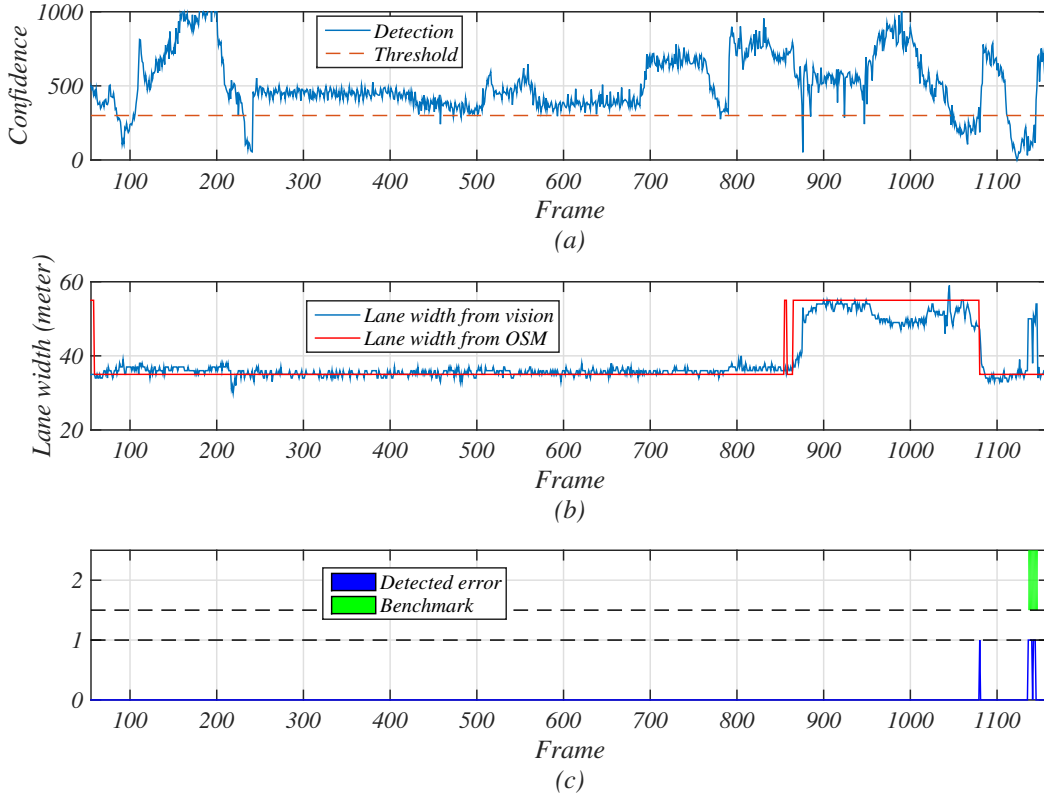 1000
500
0
Confidence
Detection
Threshold
100 200 300 400 500 600 700 800 900 1000 1100
Frame
(a)
60
40
20
Lane width (meter)
Lane width from vision
Lane width from OSM
100 200 300 400 500 600 700 800 900 1000 1100
Frame
(b)
2
1
0
Detected error
Benchmark
100 200 300 400 500 600 700 800 900 1000 1100
Frame
(c)